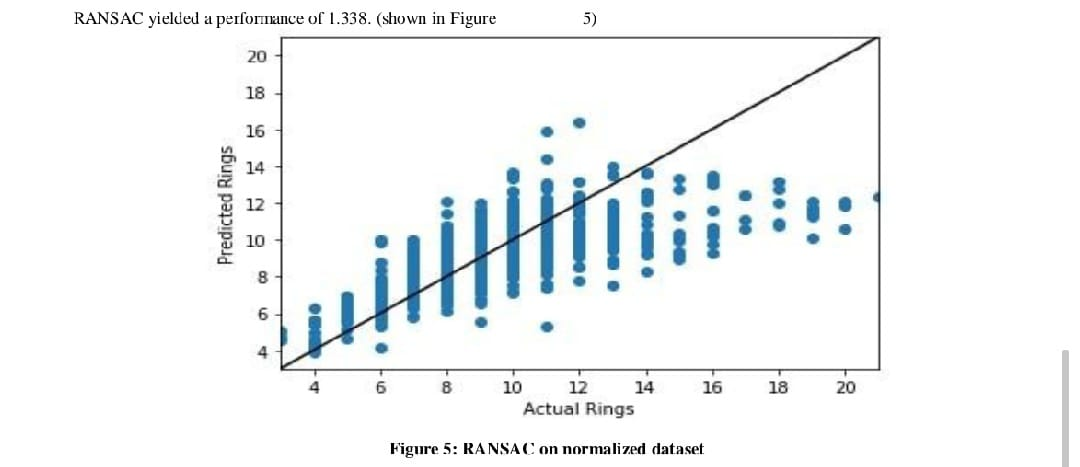 RANSAC yielded a performance of 1.338. (shown in Figure 5)
20
18
16
14
12
10
8
6
4
Predicted Rings
4 6 8 10 12 14 16 18 20
Actual Rings
Figure 5: RANSAC on normalized dataset